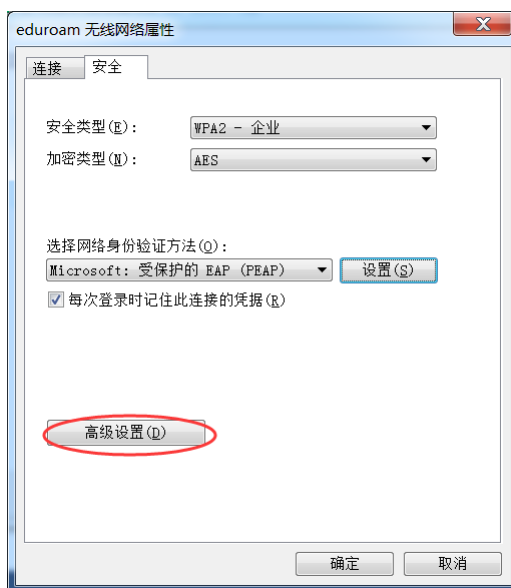 eduroam 无线网络属性
连接 安全
安全类型(E): WPA2 - 企业
加密类型(N): AES
选择网络身份验证方法(O):
Microsoft: 受保护的 EAP (PEAP) 设置(S)
每次登录时记住此连接的凭据(R)
高级设置(D)
确定 取消